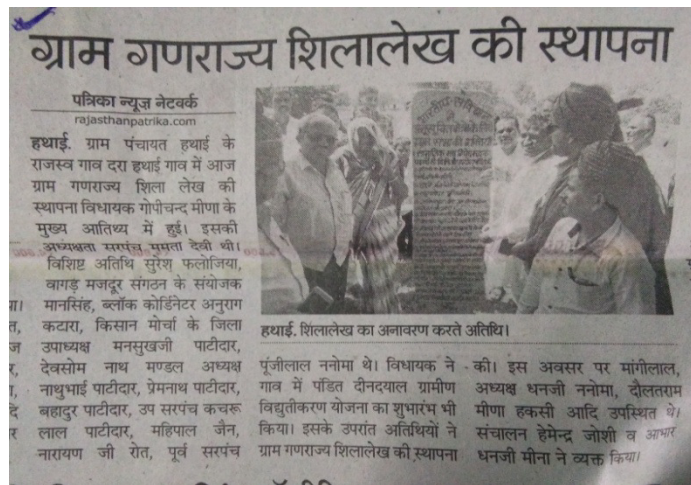 ग्राम गणराज्य शिलालेख की स्थापना
पत्रिका न्यूज़ नेटवर्क
rajasthanpatrika.com
हथाई. ग्राम पंचायत हथाई के
राजस्व गाव दरा हथाई गाव में आज
ग्राम गणराज्य शिला लेख की
स्थापना विधायक गोपीचन्द मीणा के
मुख्य आतिथ्य में हुई। इसकी
अध्यक्षता सरपंच ममता देवी थी।
विशिष्ट अतिथि सुरेश फलोजिया,
वागड़ मजदूर संगठन के संयोजक
मानसिंह, ब्लॉक कोर्डिनेटर अनुराग
कटारा, किसान मोर्चा के जिला
उपाध्यक्ष मनसुखजी पाटीदार,
देवसोम नाथ मण्डल अध्यक्ष
नाथुभाई पाटीदार, प्रेमनाथ पाटीदार,
बहादुर पाटीदार, उप सरपंच कचरू
लाल पाटीदार, महिपाल जैन,
नारायण जी रोत, पूर्व सरपंच
हथाई. शिलालेख का अनावरण करते अतिथि।
पूंजीलाल ननोमा थे। विधायक ने
गाव में पंडित दीनदयाल ग्रामीण
विद्युतीकरण योजना का शुभारंभ भी
किया। इसके उपरांत अतिथियों ने
ग्राम गणराज्य शिलालेख की स्थापना
की। इस अवसर पर मांगीलाल,
अध्यक्ष धनजी ननोमा, दौलतराम
मीणा हकसी आदि उपस्थित थे।
संचालन हेमेन्द्र जोशी व आभार
धनजी मीना ने व्यक्त किया।